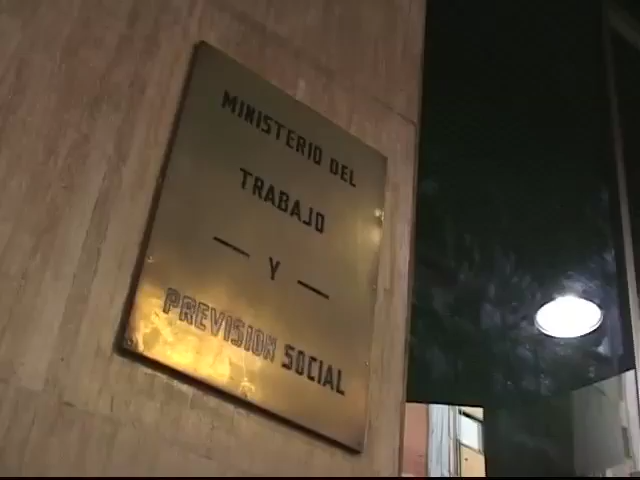 MINISTERIO DEL
TRABAJO
— Y —
PREVISION SOCIAL